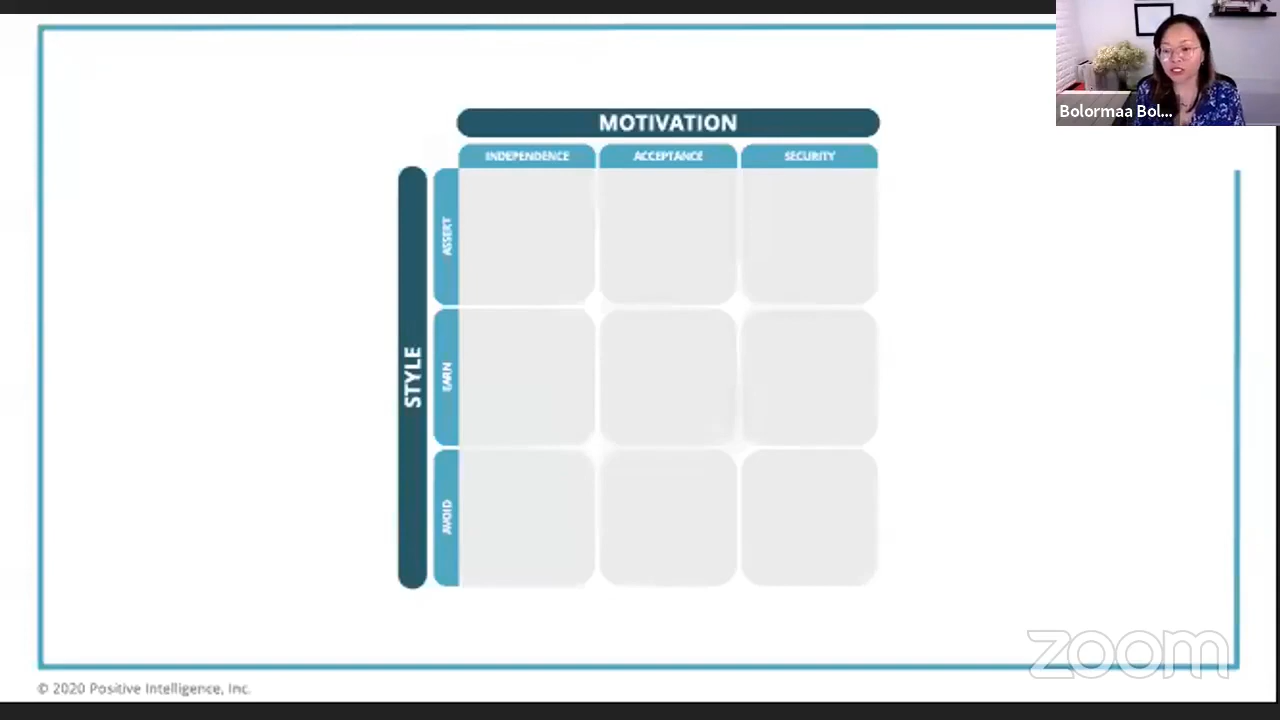 Bolormaa Bol...
MOTIVATION
INDEPENDENCE
ACCEPTANCE
SECURITY
STYLE
ASSERT
EARN
AVOID
zoom
© 2020 Positive Intelligence, Inc.